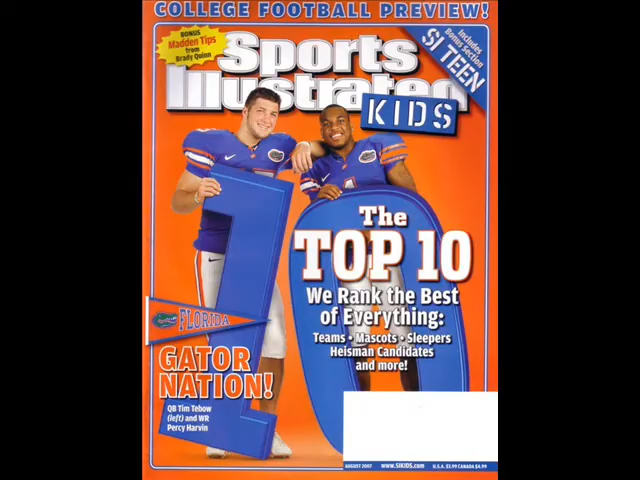 COLLEGE FOOTBALL PREVIEW!
BONUS
Madden Tips
from
Brady Quinn
Includes
Bonus Section
SI TEEN
Sports
Illustrated
KIDS
The
TOP 10
We Rank the Best
of Everything:
Teams • Mascots • Sleepers
Heisman Candidates
and more!
FLORIDA
GATOR
NATION!
QB Tim Tebow
(left) and WR
Percy Harvin
AUGUST 2007 www.SIKIDS.com U.S.A. $3.99 CANADA $4.99